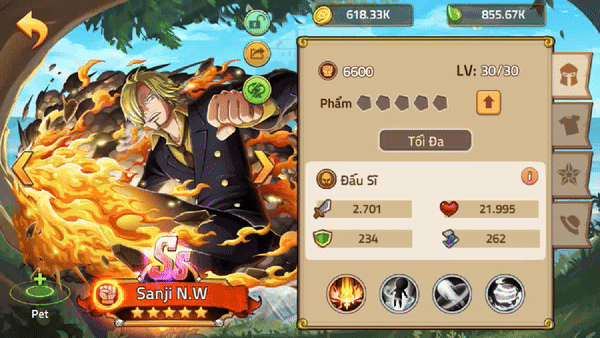 618.33K
855.67K
6600
LV: 30/30
Phẩm
Tối Đa
Đấu Sĩ
2.701
21.995
234
262
SS
Sanji N.W
Pet